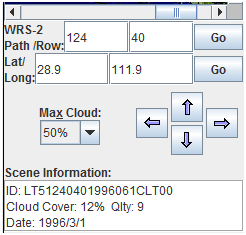 WRS-2
Path /Row: 124 40 Go
Lat/
Long: 28.9 111.9 Go
Max Cloud:
50%
Scene Information:
ID: LT51240401996061CLT00
Cloud Cover: 12% Qlty: 9
Date: 1996/3/1